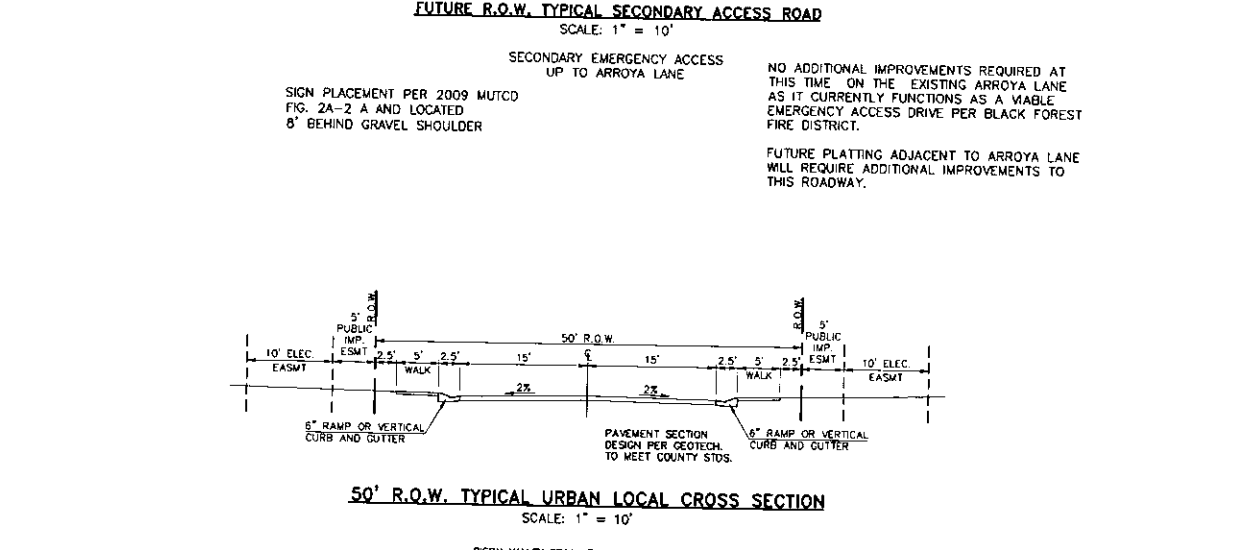 FUTURE R.O.W. TYPICAL SECONDARY ACCESS ROAD
SCALE: 1" = 10'
SECONDARY EMERGENCY ACCESS
UP TO ARROYA LANE
SIGN PLACEMENT PER 2009 MUTCD
FIG. 2A-2 A AND LOCATED
8' BEHIND GRAVEL SHOULDER
NO ADDITIONAL IMPROVEMENTS REQUIRED AT
THIS TIME ON THE EXISTING ARROYA LANE
AS IT CURRENTLY FUNCTIONS AS A VIABLE
EMERGENCY ACCESS DRIVE PER BLACK FOREST
FIRE DISTRICT.
FUTURE PLATTING ADJACENT TO ARROYA LANE
WILL REQUIRE ADDITIONAL IMPROVEMENTS TO
THIS ROADWAY.
R.O.W.
R.O.W.
5'
PUBLIC
IMP.
ESMT
5'
PUBLIC
IMP.
ESMT
50' R.O.W.
10' ELEC.
EASMT
2.5'
5'
WALK
2.5'
15'
℄
15'
2.5'
5'
WALK
2.5'
10' ELEC.
EASMT
2%
2%
6" RAMP OR VERTICAL
CURB AND GUTTER
PAVEMENT SECTION
DESIGN PER GEOTECH.
TO MEET COUNTY STDS.
6" RAMP OR VERTICAL
CURB AND GUTTER
50' R.O.W. TYPICAL URBAN LOCAL CROSS SECTION
SCALE: 1" = 10'